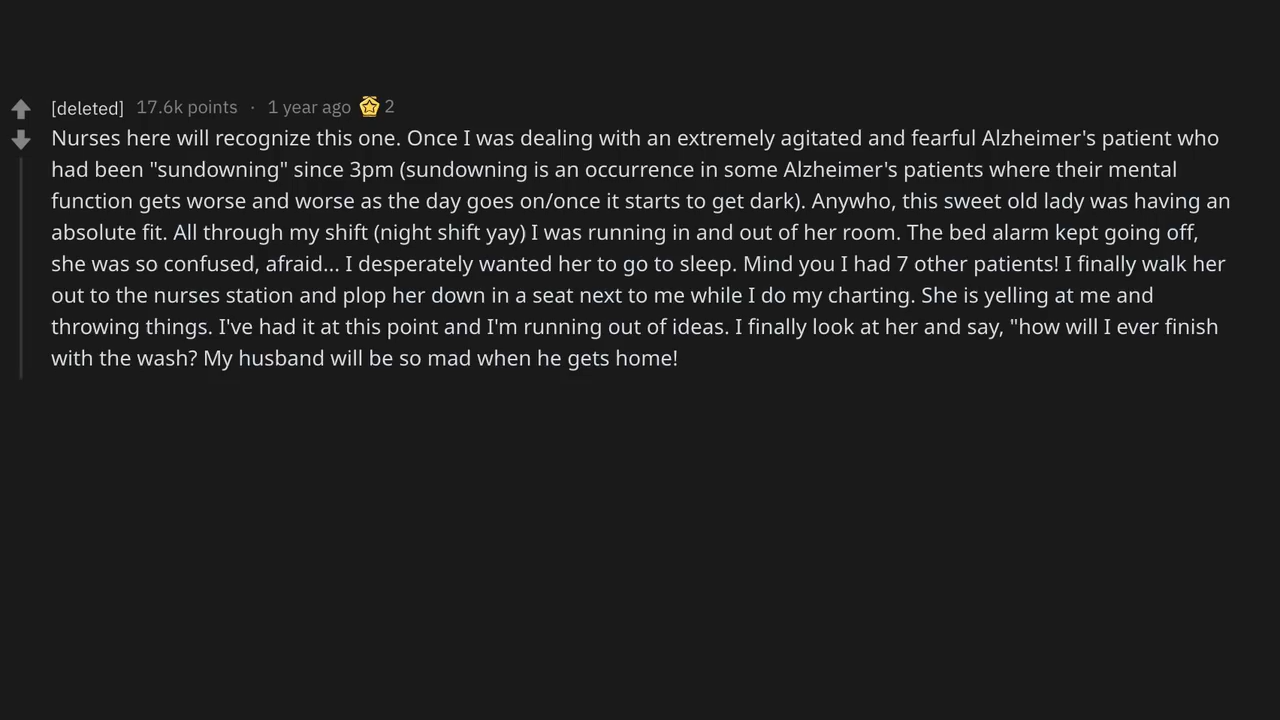 [deleted] 17.6k points · 1 year ago 2
Nurses here will recognize this one. Once I was dealing with an extremely agitated and fearful Alzheimer's patient who
had been "sundowning" since 3pm (sundowning is an occurrence in some Alzheimer's patients where their mental
function gets worse and worse as the day goes on/once it starts to get dark). Anywho, this sweet old lady was having an
absolute fit. All through my shift (night shift yay) I was running in and out of her room. The bed alarm kept going off,
she was so confused, afraid... I desperately wanted her to go to sleep. Mind you I had 7 other patients! I finally walk her
out to the nurses station and plop her down in a seat next to me while I do my charting. She is yelling at me and
throwing things. I've had it at this point and I'm running out of ideas. I finally look at her and say, "how will I ever finish
with the wash? My husband will be so mad when he gets home!